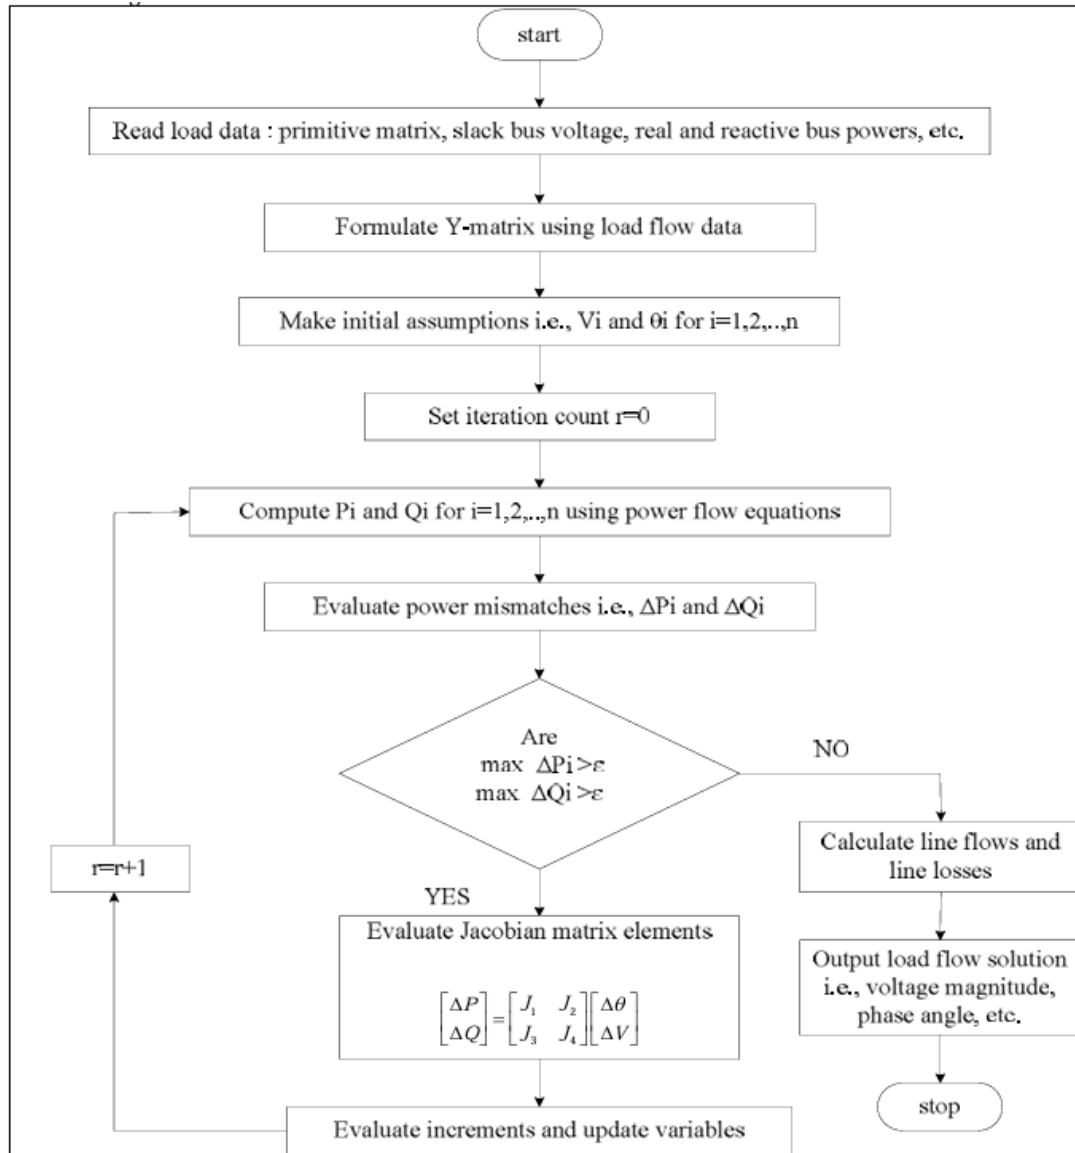 start
Read load data : primitive matrix, slack bus voltage, real and reactive bus powers, etc.
Formulate Y-matrix using load flow data
Make initial assumptions i.e., Vi and θi for i=1,2,..,n
Set iteration count r=0
Compute Pi and Qi for i=1,2,..,n using power flow equations
Evaluate power mismatches i.e., ΔPi and ΔQi
Are
max ΔPi>ε
max ΔQi>ε
NO
YES
r=r+1
Evaluate Jacobian matrix elements
[ΔP] = [J₁ J₂] [Δθ]
[ΔQ] [J₃ J₄] [ΔV]
Evaluate increments and update variables
Calculate line flows and
line losses
Output load flow solution
i.e., voltage magnitude,
phase angle, etc.
stop